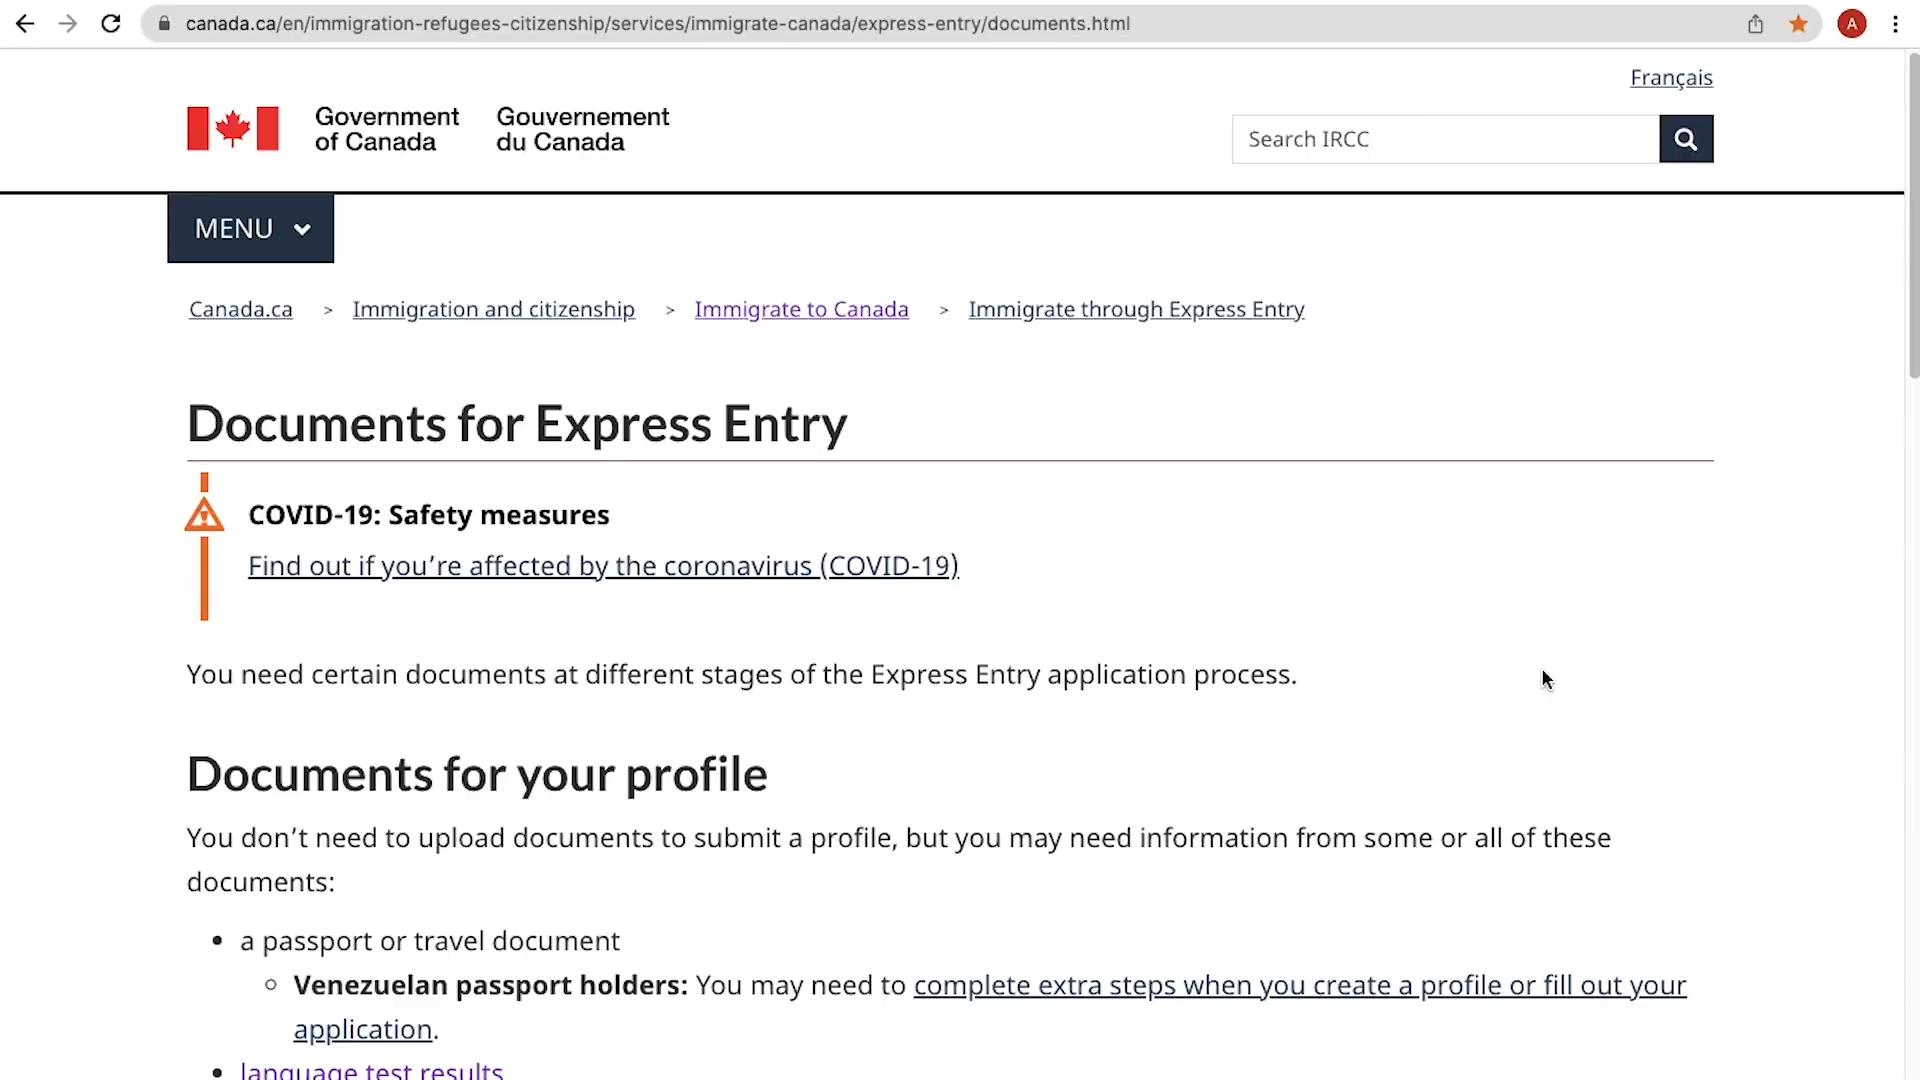 canada.ca/en/immigration-refugees-citizenship/services/immigrate-canada/express-entry/documents.html
A
Français
Government of Canada
Gouvernement du Canada
Search IRCC
MENU
Canada.ca > Immigration and citizenship > Immigrate to Canada > Immigrate through Express Entry
Documents for Express Entry
COVID-19: Safety measures
Find out if you’re affected by the coronavirus (COVID-19)
You need certain documents at different stages of the Express Entry application process.
Documents for your profile
You don’t need to upload documents to submit a profile, but you may need information from some or all of these
documents:
• a passport or travel document
◦ Venezuelan passport holders: You may need to complete extra steps when you create a profile or fill out your
application.
• language test results